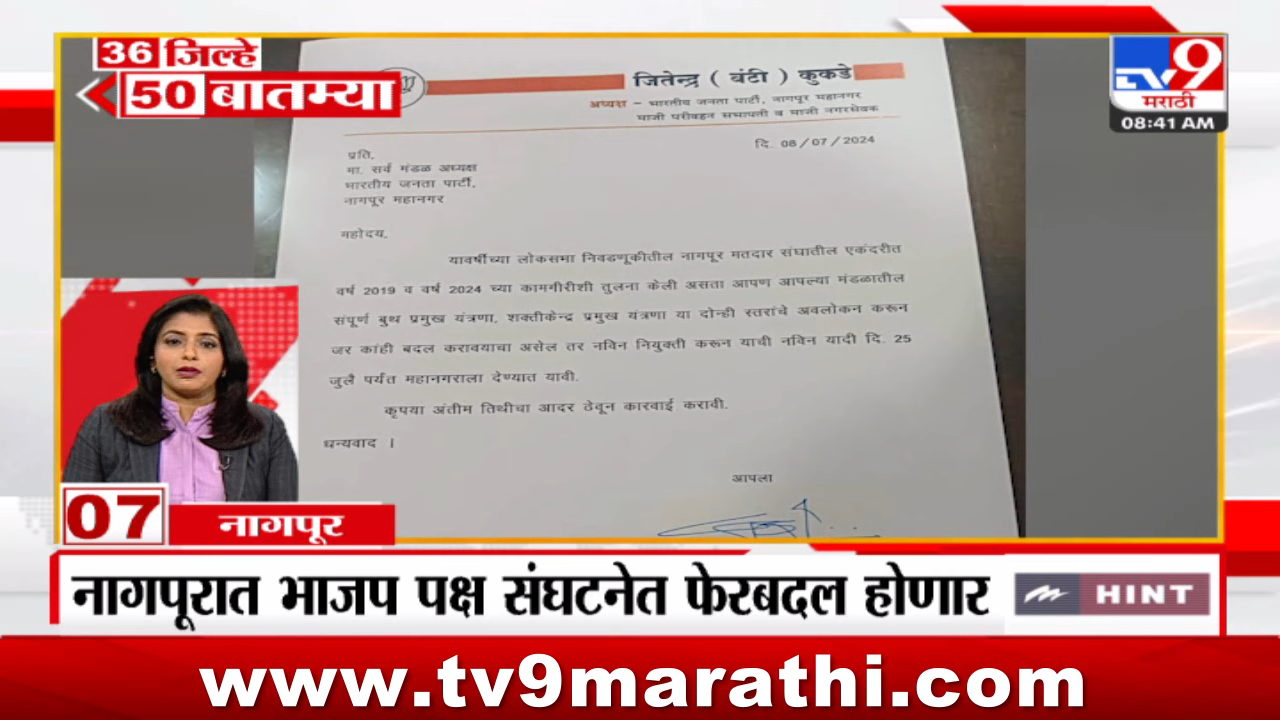 36 जिल्हे
50 बातम्या
TV9
मराठी
08:41 AM
जितेन्द्र ( बंटी ) कुकडे
अध्यक्ष – भारतीय जनता पार्टी, नागपूर महानगर
माजी परीवहन सभापती व माजी नगरसेवक
दि. 08/07/2024
प्रति,
मा. सर्व मंडळ अध्यक्ष
भारतीय जनता पार्टी,
नागपूर महानगर
महोदय,
यावर्षीच्या लोकसभा निवडणूकीतील नागपूर मतदार संघातील एकंदरीत
वर्ष 2019 व वर्ष 2024 च्या कामगीरीशी तुलना केली असता आपण आपल्या मंडळातील
संपूर्ण बुथ प्रमुख यंत्रणा, शक्तीकेन्द्र प्रमुख यंत्रणा या दोन्ही स्तरांचे अवलोकन करून
जर कांही बदल करावयाचा असेल तर नविन नियुक्ती करून याची नविन यादी दि. 25
जुलै पर्यंत महानगराला देण्यात यावी.
कृपया अंतीम तिथीचा आदर ठेवून कारवाई करावी.
धन्यवाद ।
आपला
07 नागपूर
नागपूरात भाजप पक्ष संघटनेत फेरबदल होणार
HINT
www.tv9marathi.com